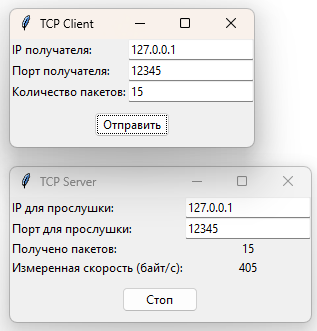 TCP Client
IP получателя: 127.0.0.1
Порт получателя: 12345
Количество пакетов: 15
Отправить
TCP Server
IP для прослушки: 127.0.0.1
Порт для прослушки: 12345
Получено пакетов: 15
Измеренная скорость (байт/с): 405
Стоп